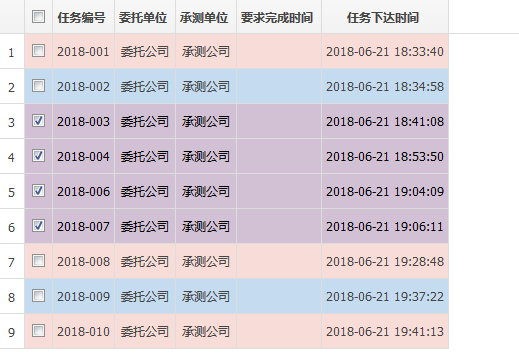 任务编号 委托单位 承测单位 要求完成时间 任务下达时间
1 2018-001 委托公司 承测公司 2018-06-21 18:33:40
2 2018-002 委托公司 承测公司 2018-06-21 18:34:58
3 2018-003 委托公司 承测公司 2018-06-21 18:41:08
4 2018-004 委托公司 承测公司 2018-06-21 18:53:50
5 2018-006 委托公司 承测公司 2018-06-21 19:04:09
6 2018-007 委托公司 承测公司 2018-06-21 19:06:11
7 2018-008 委托公司 承测公司 2018-06-21 19:28:48
8 2018-009 委托公司 承测公司 2018-06-21 19:37:22
9 2018-010 委托公司 承测公司 2018-06-21 19:41:13